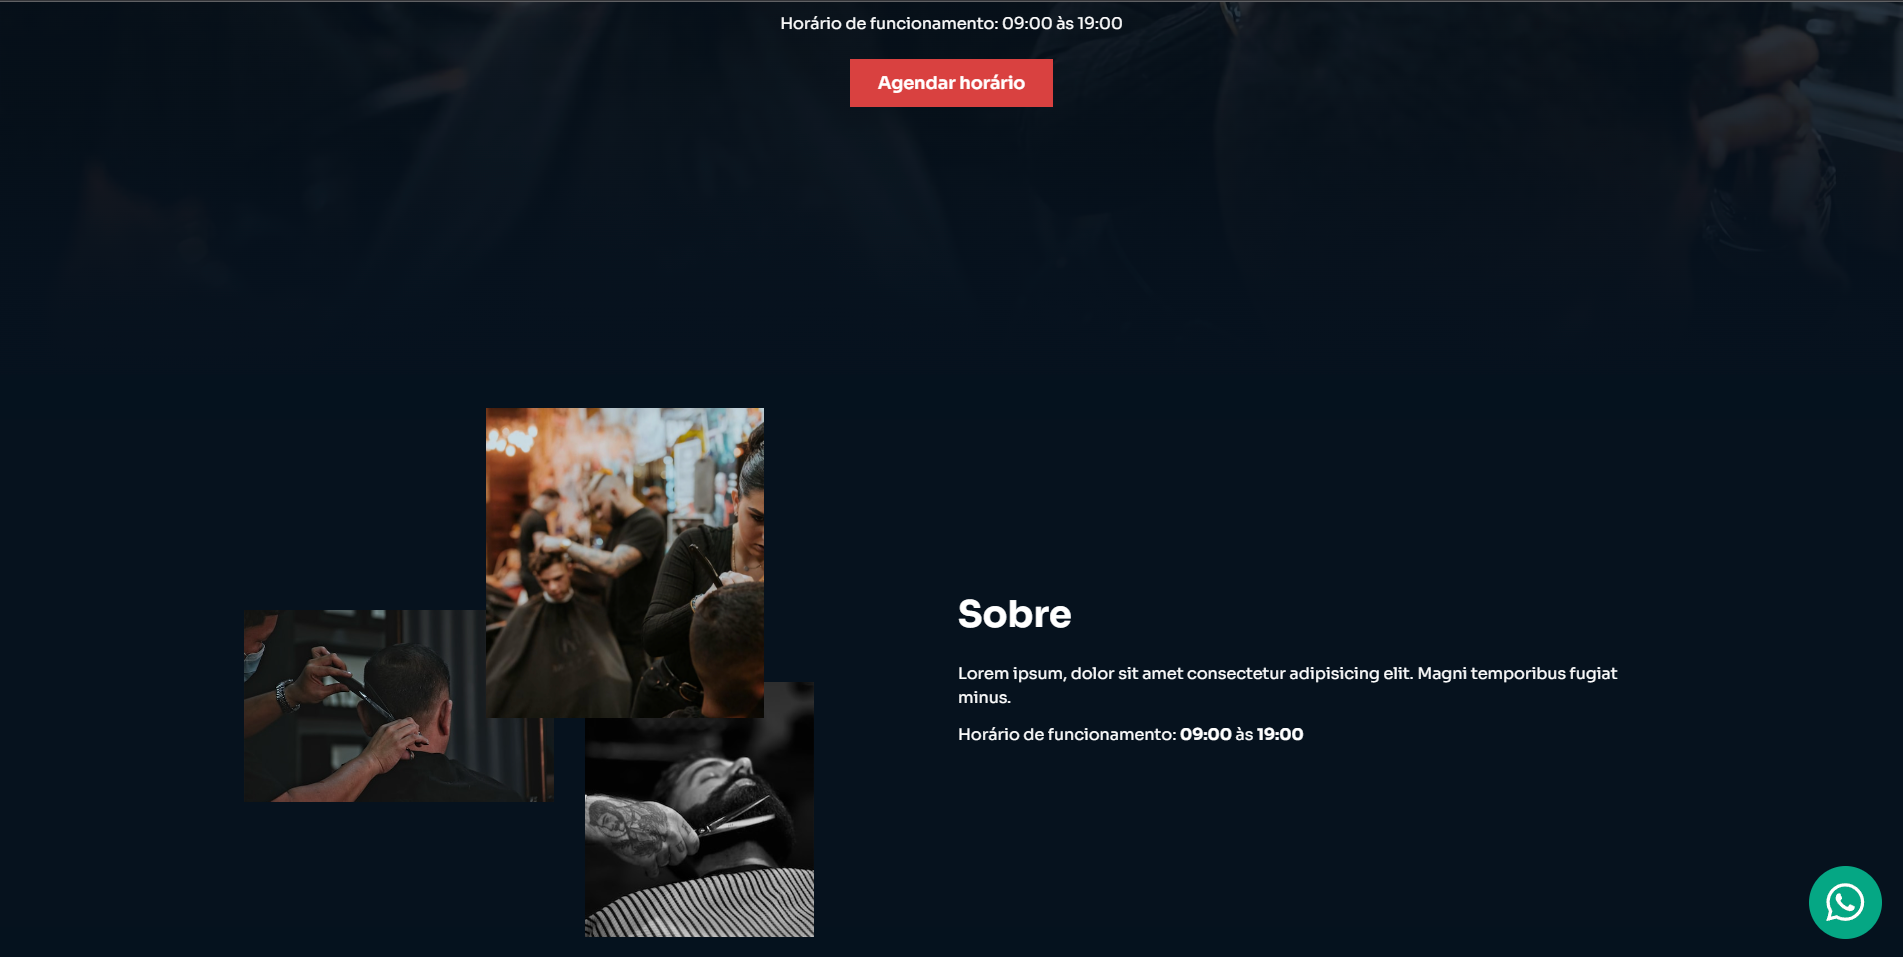 Horário de funcionamento: 09:00 às 19:00
Agendar horário
Sobre
Lorem ipsum, dolor sit amet consectetur adipisicing elit. Magni temporibus fugiat
minus.
Horário de funcionamento: 09:00 às 19:00